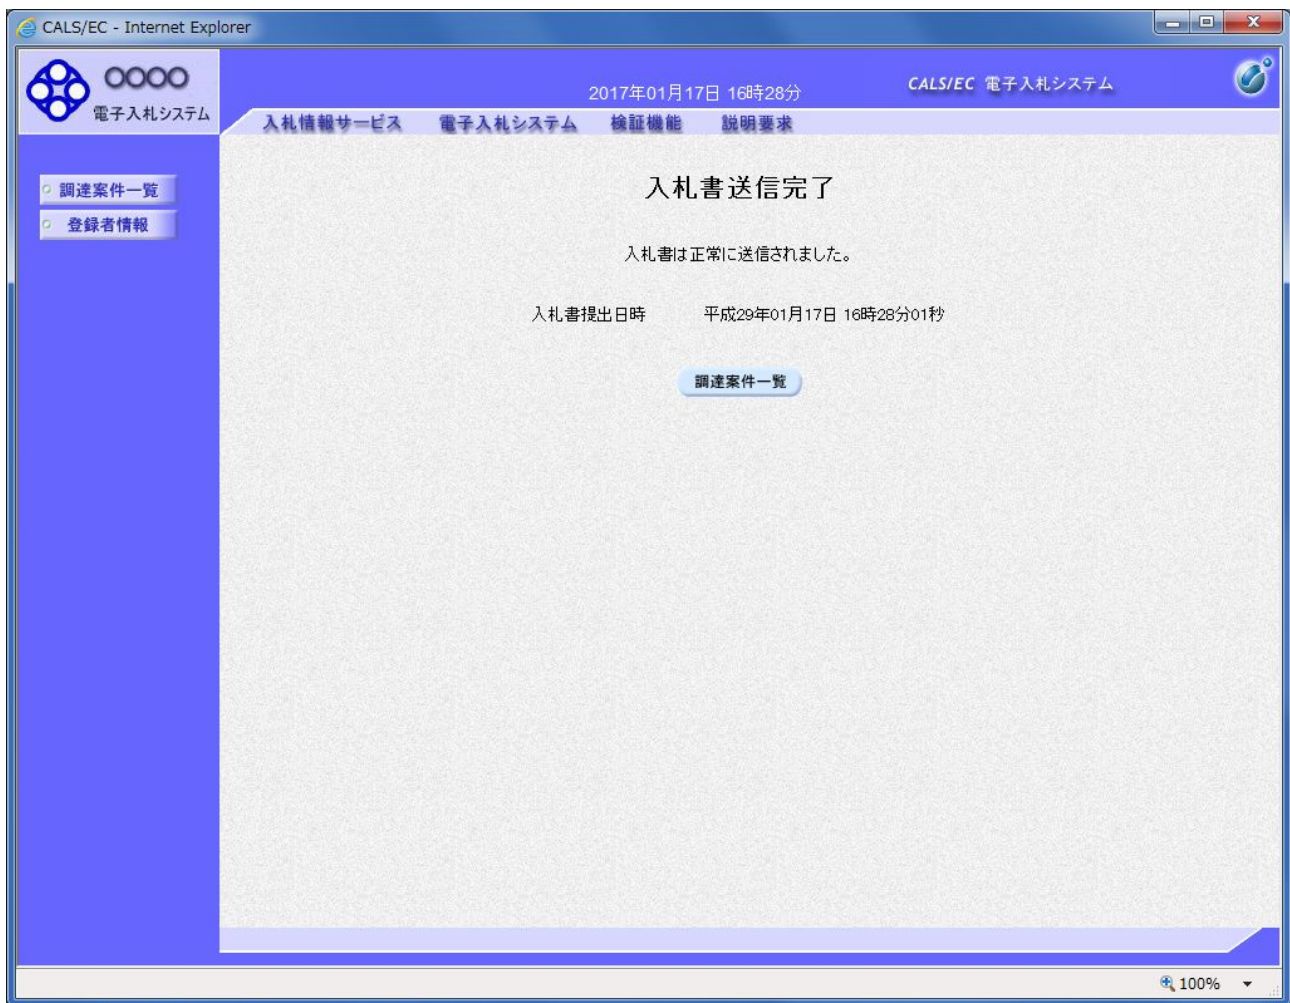 CALS/EC - Internet Explorer
〇〇〇〇
電子入札システム
2017年01月17日 16時28分
CALS/EC 電子入札システム
入札情報サービス 電子入札システム 検証機能 説明要求
調達案件一覧
登録者情報
入札書送信完了
入札書は正常に送信されました。
入札書提出日時 平成29年01月17日 16時28分01秒
調達案件一覧
100%